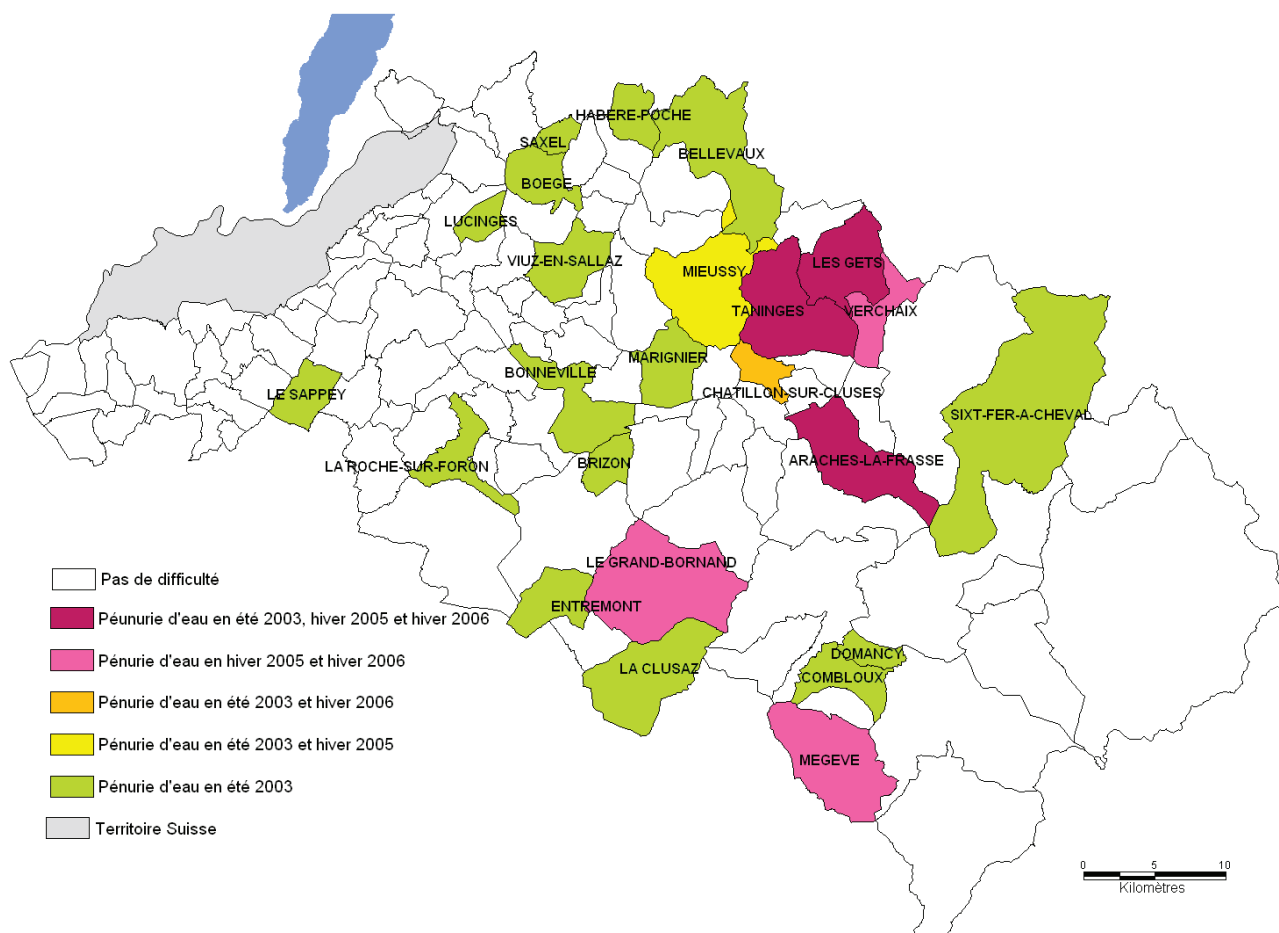 HABERE-POCHE
SAXEL
BELLEVAUX
BOEGE
LUCINGES
VIUZ-EN-SALLAZ
MIEUSSY
LES GETS
TANINGES
VERCHAIX
MARIGNIER
BONNEVILLE
CHATILLON-SUR-CLUSES
LE SAPPEY
SIXT-FER-A-CHEVAL
LA ROCHE-SUR-FORON
BRIZON
ARACHES-LA-FRASSE
LE GRAND-BORNAND
ENTREMONT
LA CLUSAZ
DOMANCY
COMBLOUX
MEGEVE
Pas de difficulté
Péunurie d'eau en été 2003, hiver 2005 et hiver 2006
Pénurie d'eau en hiver 2005 et hiver 2006
Pénurie d'eau en été 2003 et hiver 2006
Pénurie d'eau en été 2003 et hiver 2005
Pénurie d'eau en été 2003
Territoire Suisse
0 5 10
Kilomètres